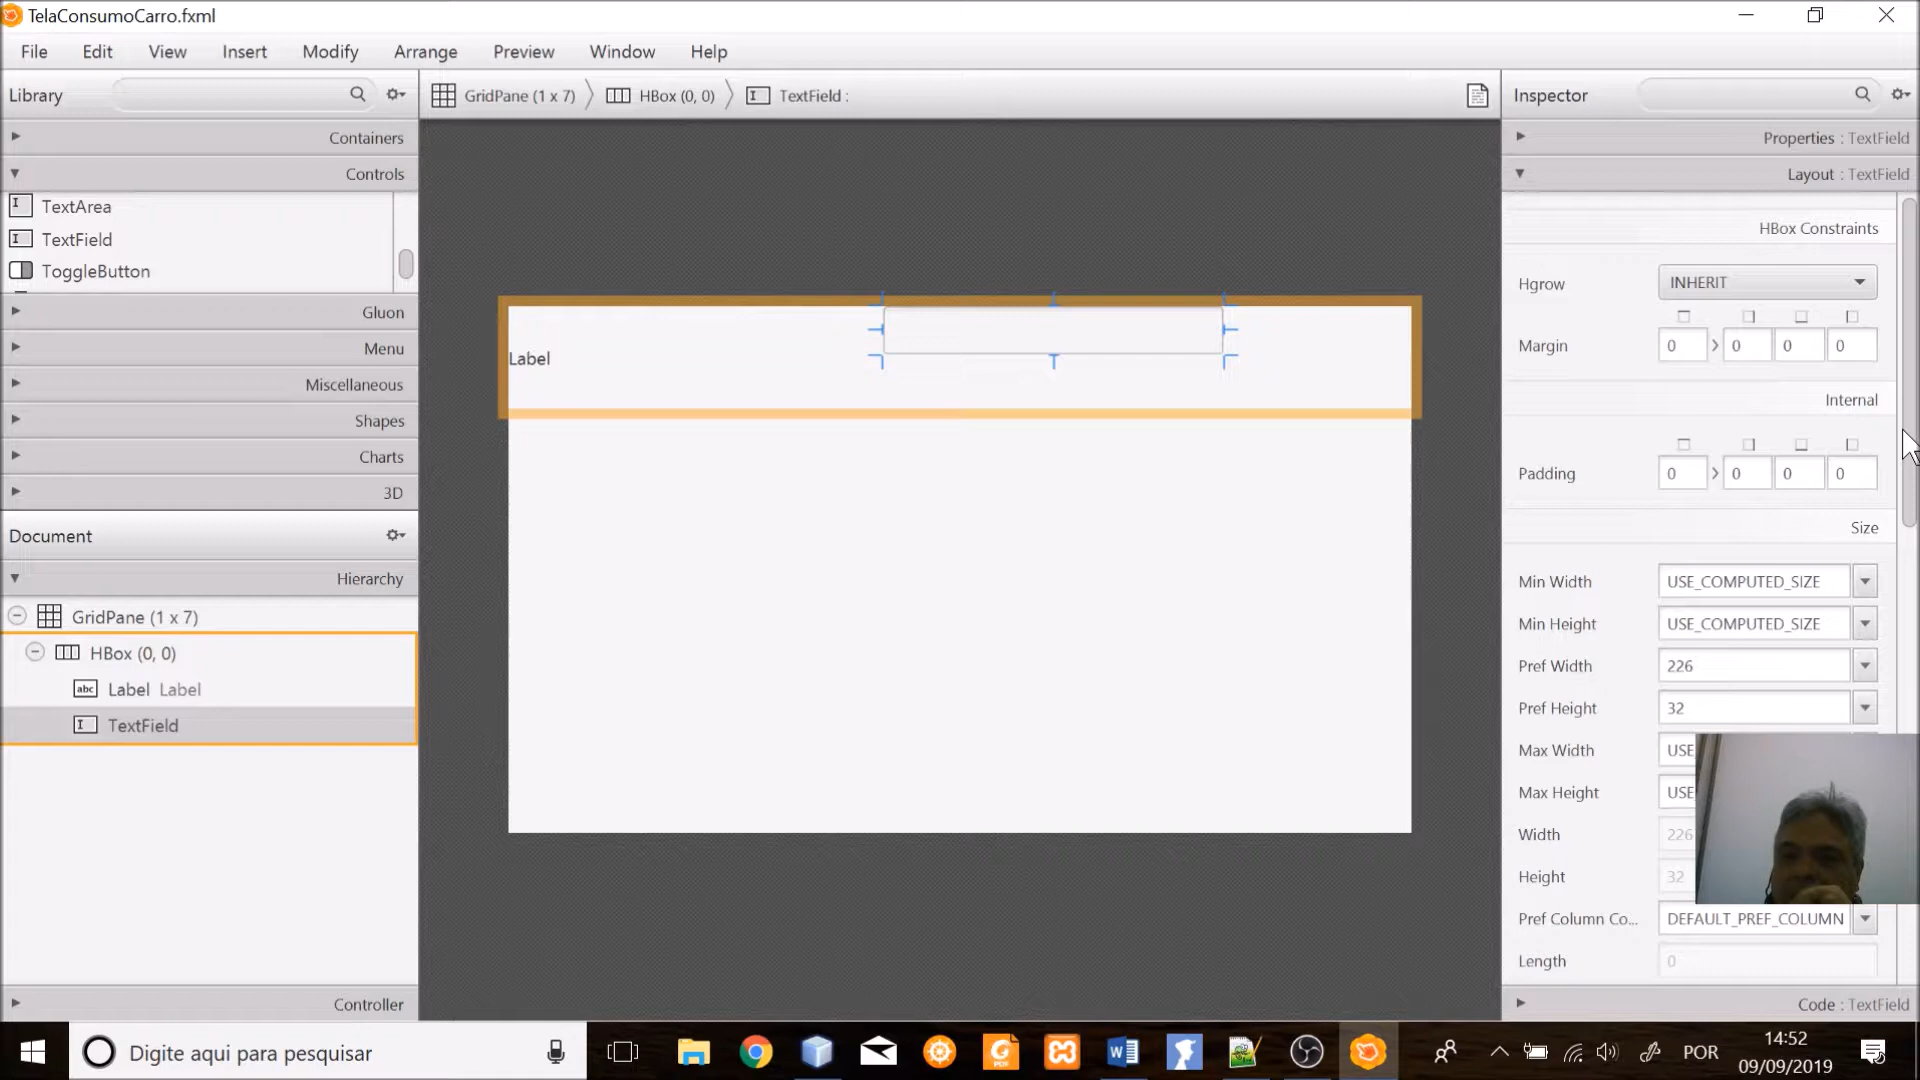 TelaConsumoCarro.fxml
File Edit View Insert Modify Arrange Preview Window Help
Library
GridPane (1 x 7) HBox (0, 0) TextField :
Inspector
Containers
Controls
TextArea
TextField
ToggleButton
Gluon
Menu
Miscellaneous
Shapes
Charts
3D
Document
Hierarchy
GridPane (1 x 7)
HBox (0, 0)
abc Label Label
TextField
Controller
Label
Properties : TextField
Layout : TextField
HBox Constraints
Hgrow INHERIT
Margin 0 0 0 0
Internal
Padding 0 0 0 0
Size
Min Width USE_COMPUTED_SIZE
Min Height USE_COMPUTED_SIZE
Pref Width 226
Pref Height 32
Max Width USE
Max Height USE
Width 226
Height 32
Pref Column Co... DEFAULT_PREF_COLUMN
Length 0
Code : TextField
Digite aqui para pesquisar
POR
14:52
09/09/2019